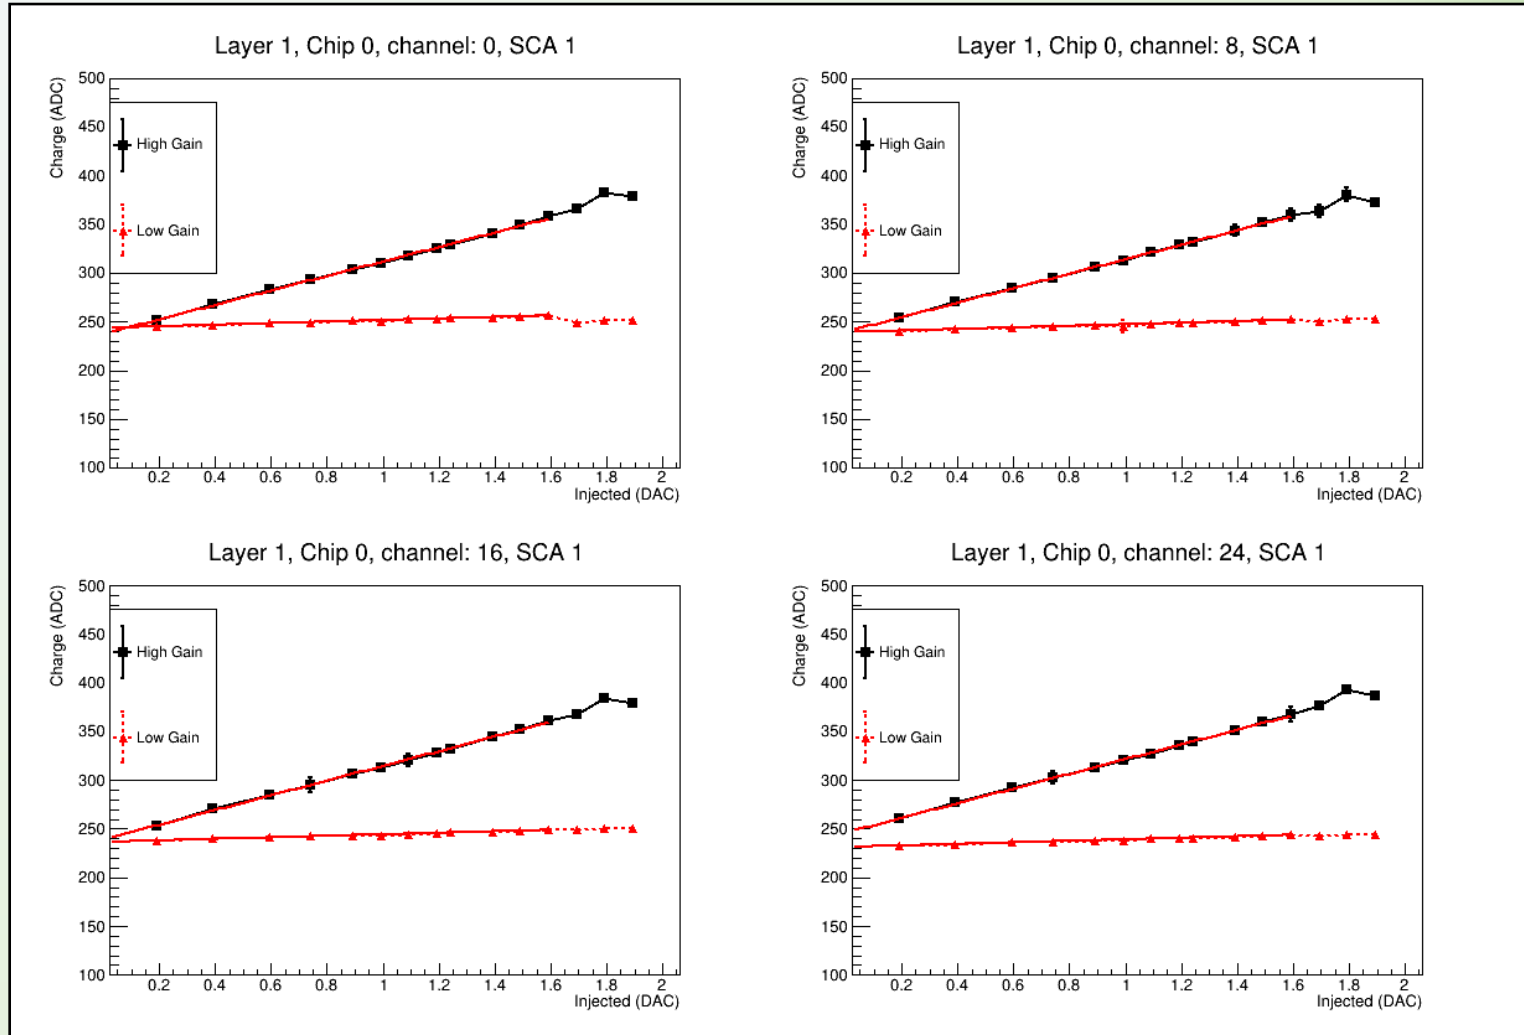 Layer 1, Chip 0, channel: 0, SCA 1
Charge (ADC)
500
450
400
350
300
250
200
150
100
High Gain
Low Gain
0.2 0.4 0.6 0.8 1 1.2 1.4 1.6 1.8 2
Injected (DAC)
Layer 1, Chip 0, channel: 8, SCA 1
Charge (ADC)
500
450
400
350
300
250
200
150
100
High Gain
Low Gain
0.2 0.4 0.6 0.8 1 1.2 1.4 1.6 1.8 2
Injected (DAC)
Layer 1, Chip 0, channel: 16, SCA 1
Charge (ADC)
500
450
400
350
300
250
200
150
100
High Gain
Low Gain
0.2 0.4 0.6 0.8 1 1.2 1.4 1.6 1.8 2
Injected (DAC)
Layer 1, Chip 0, channel: 24, SCA 1
Charge (ADC)
500
450
400
350
300
250
200
150
100
High Gain
Low Gain
0.2 0.4 0.6 0.8 1 1.2 1.4 1.6 1.8 2
Injected (DAC)